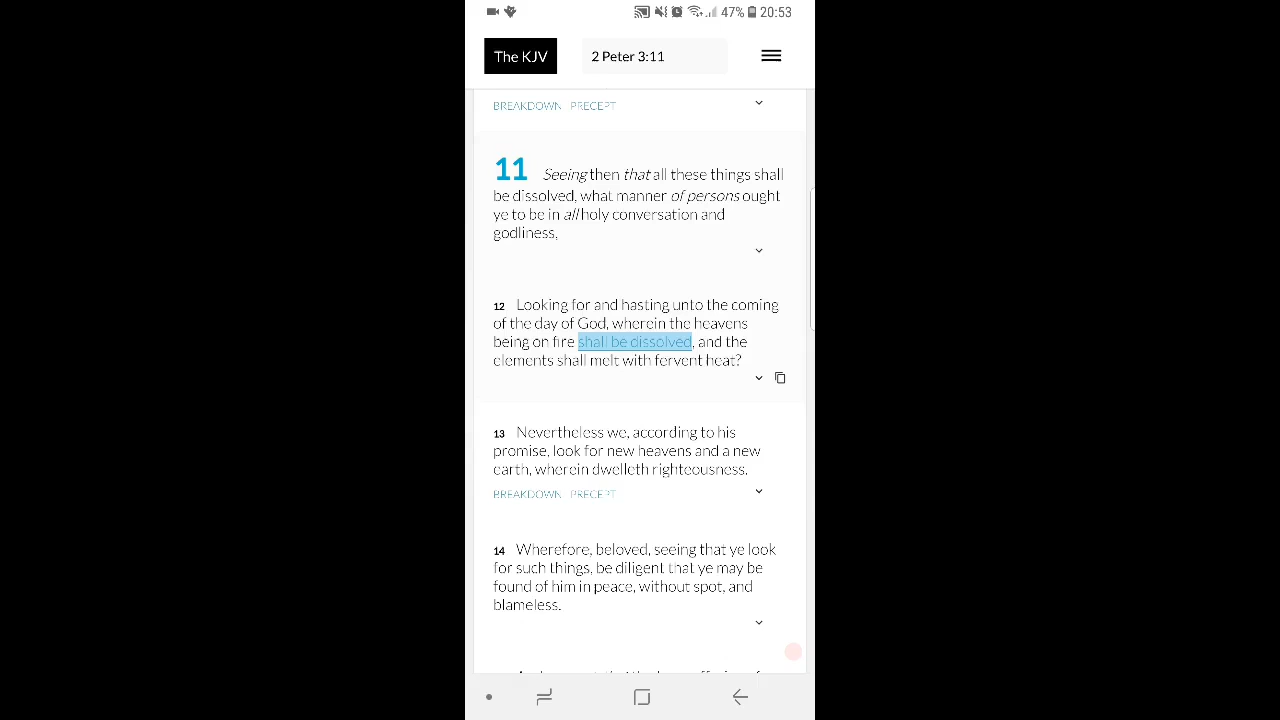 47% 20:53
The KJV 2 Peter 3:11
BREAKDOWN PRECEPT
11 Seeing then that all these things shall
be dissolved, what manner of persons ought
ye to be in all holy conversation and
godliness,
12 Looking for and hasting unto the coming
of the day of God, wherein the heavens
being on fire shall be dissolved, and the
elements shall melt with fervent heat?
13 Nevertheless we, according to his
promise, look for new heavens and a new
earth, wherein dwelleth righteousness.
BREAKDOWN PRECEPT
14 Wherefore, beloved, seeing that ye look
for such things, be diligent that ye may be
found of him in peace, without spot, and
blameless.